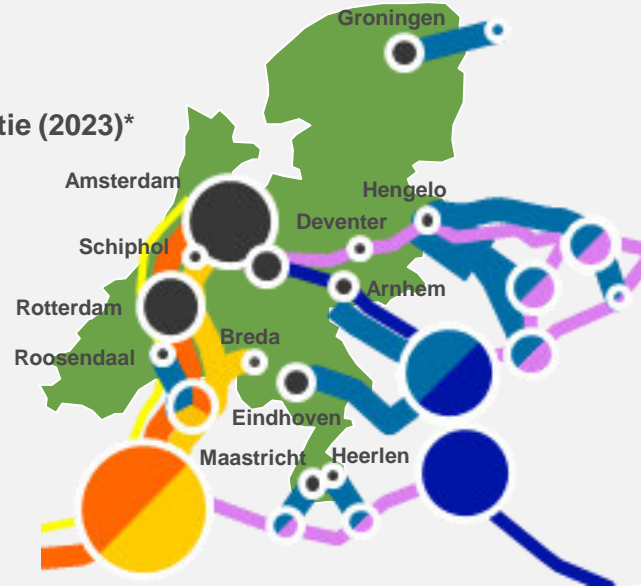 Groningen
tie (2023)*
Amsterdam
Hengelo
Deventer
Schiphol
Arnhem
Rotterdam
Breda
Roosendaal
Eindhoven
Maastricht
Heerlen